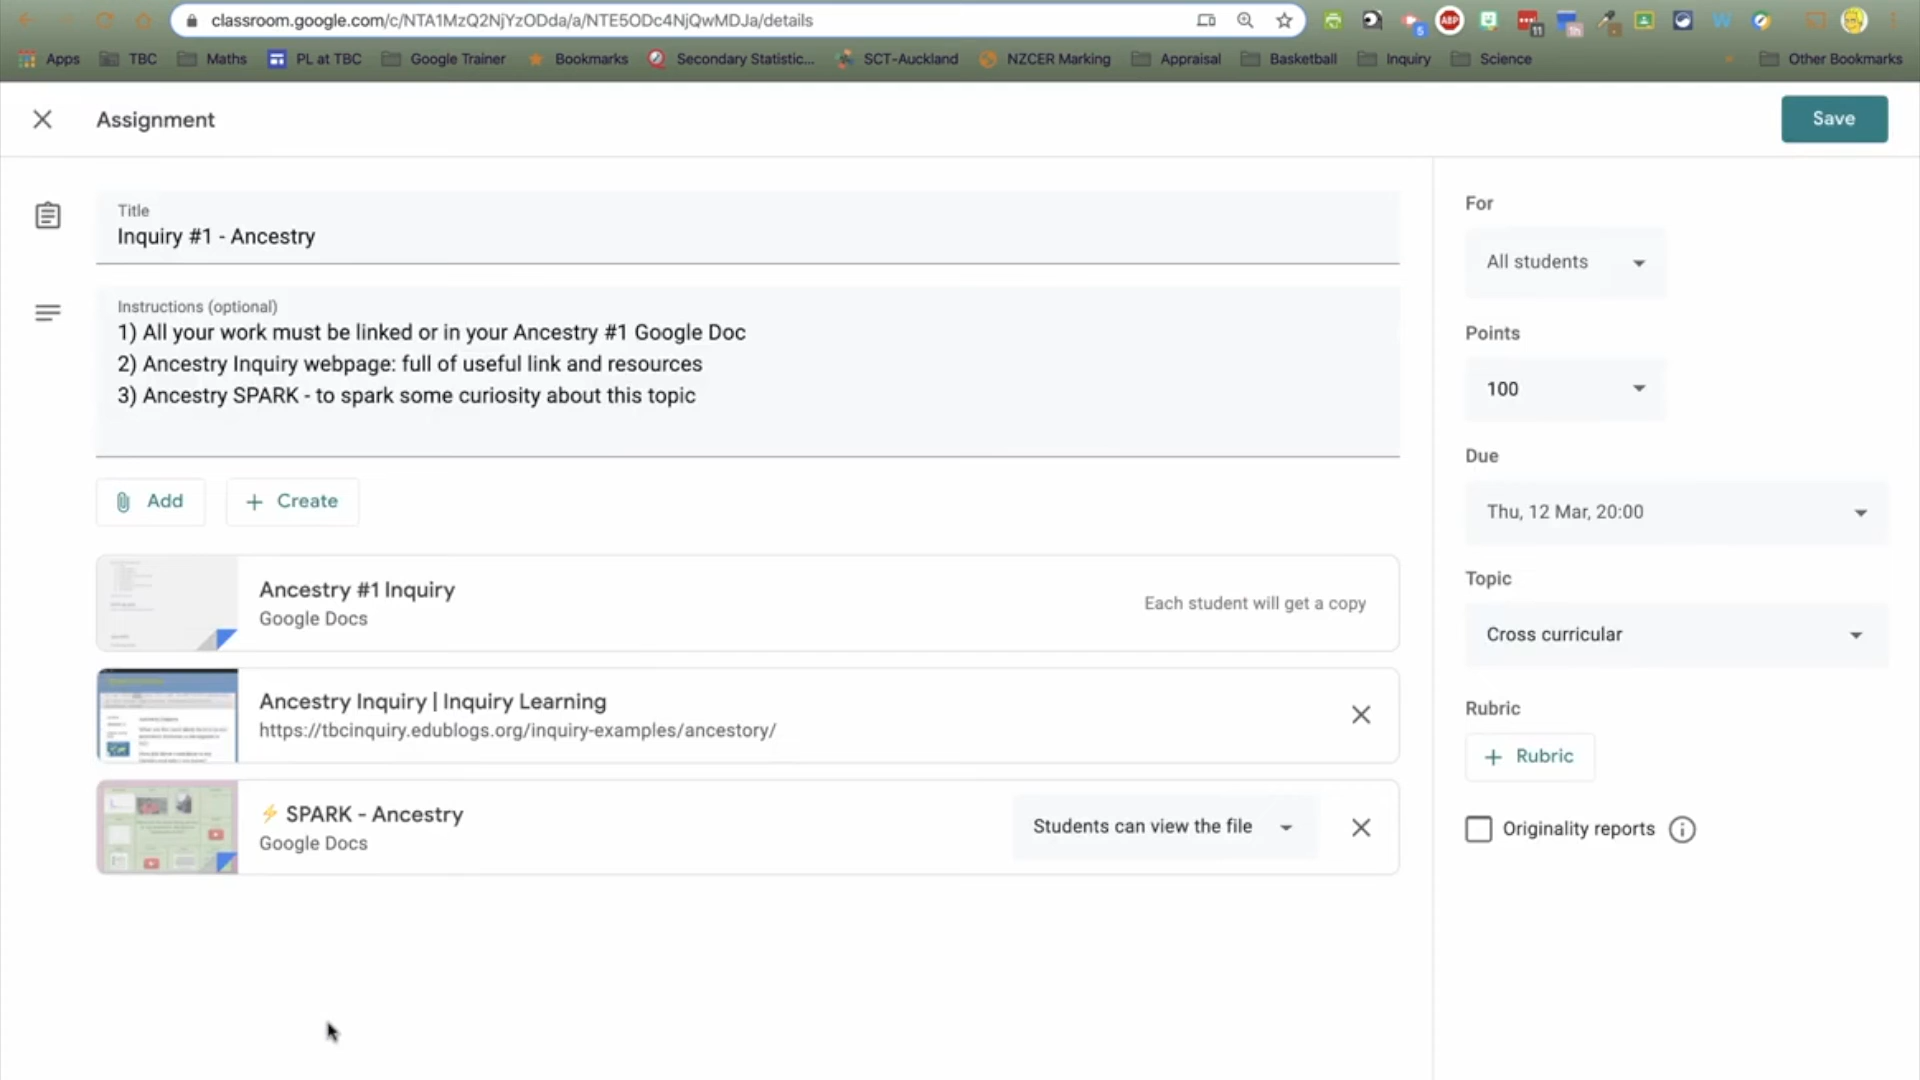 classroom.google.com/c/NTA1MzQ2NjYzODda/a/NTE5ODc4NjQwMDJa/details
ABP
5
11
1h
W
Apps
TBC
Maths
PL at TBC
Google Trainer
Bookmarks
Secondary Statistic...
SCT-Auckland
NZCER Marking
Appraisal
Basketball
Inquiry
Science
Other Bookmarks
Assignment
Save
Title
Inquiry #1 - Ancestry
Instructions (optional)
1) All your work must be linked or in your Ancestry #1 Google Doc
2) Ancestry Inquiry webpage: full of useful link and resources
3) Ancestry SPARK - to spark some curiosity about this topic
Add
Create
Ancestry #1 Inquiry
Google Docs
Each student will get a copy
Ancestry Inquiry | Inquiry Learning
https://tbcinquiry.edublogs.org/inquiry-examples/ancestory/
⚡ SPARK - Ancestry
Google Docs
Students can view the file
For
All students
Points
100
Due
Thu, 12 Mar, 20:00
Topic
Cross curricular
Rubric
+ Rubric
Originality reports